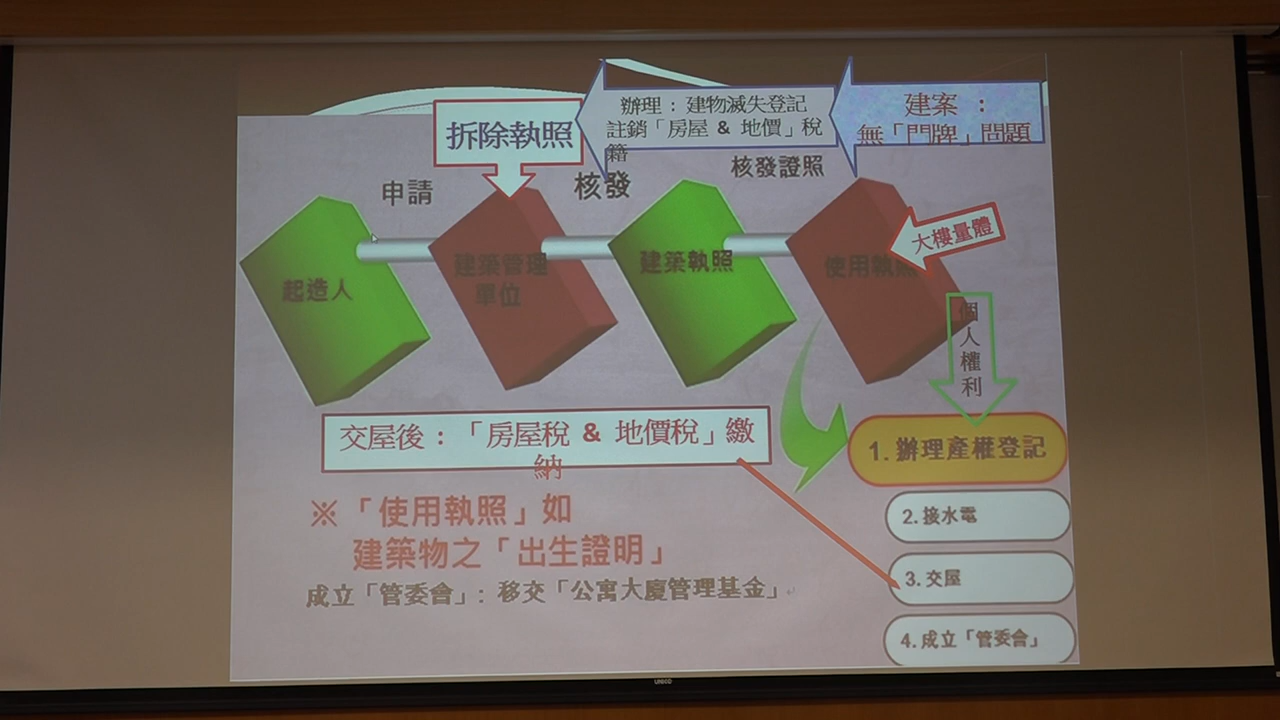 建案 :
無「門牌」問題
辦理 : 建物滅失登記
註銷「房屋 & 地價」稅
籍
拆除執照
申請
核發
核發證照
起造人
建築管理
單位
建築執照
使用執照
大樓量體
個人權利
交屋後 : 「房屋稅 & 地價稅」繳
納
※「使用執照」如
建築物之「出生證明」
成立「管委會」: 移交「公寓大廈管理基金」
1. 辦理產權登記
2. 接水電
3. 交屋
4. 成立「管委會」
UNICO